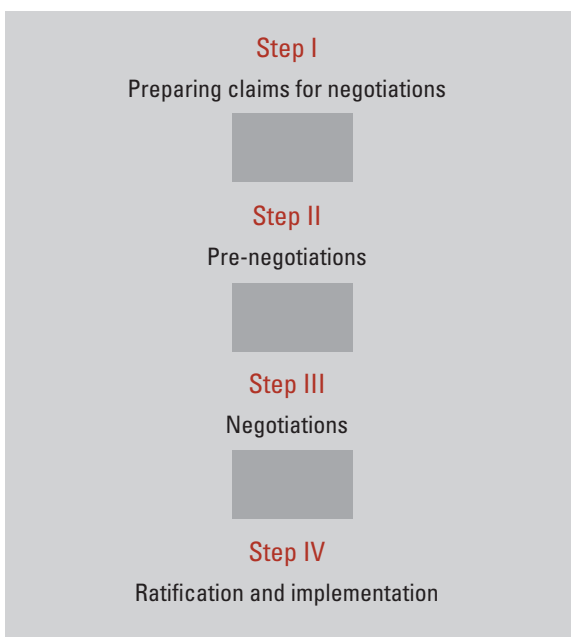 Step I
Preparing claims for negotiations
Step II
Pre-negotiations
Step III
Negotiations
Step IV
Ratification and implementation